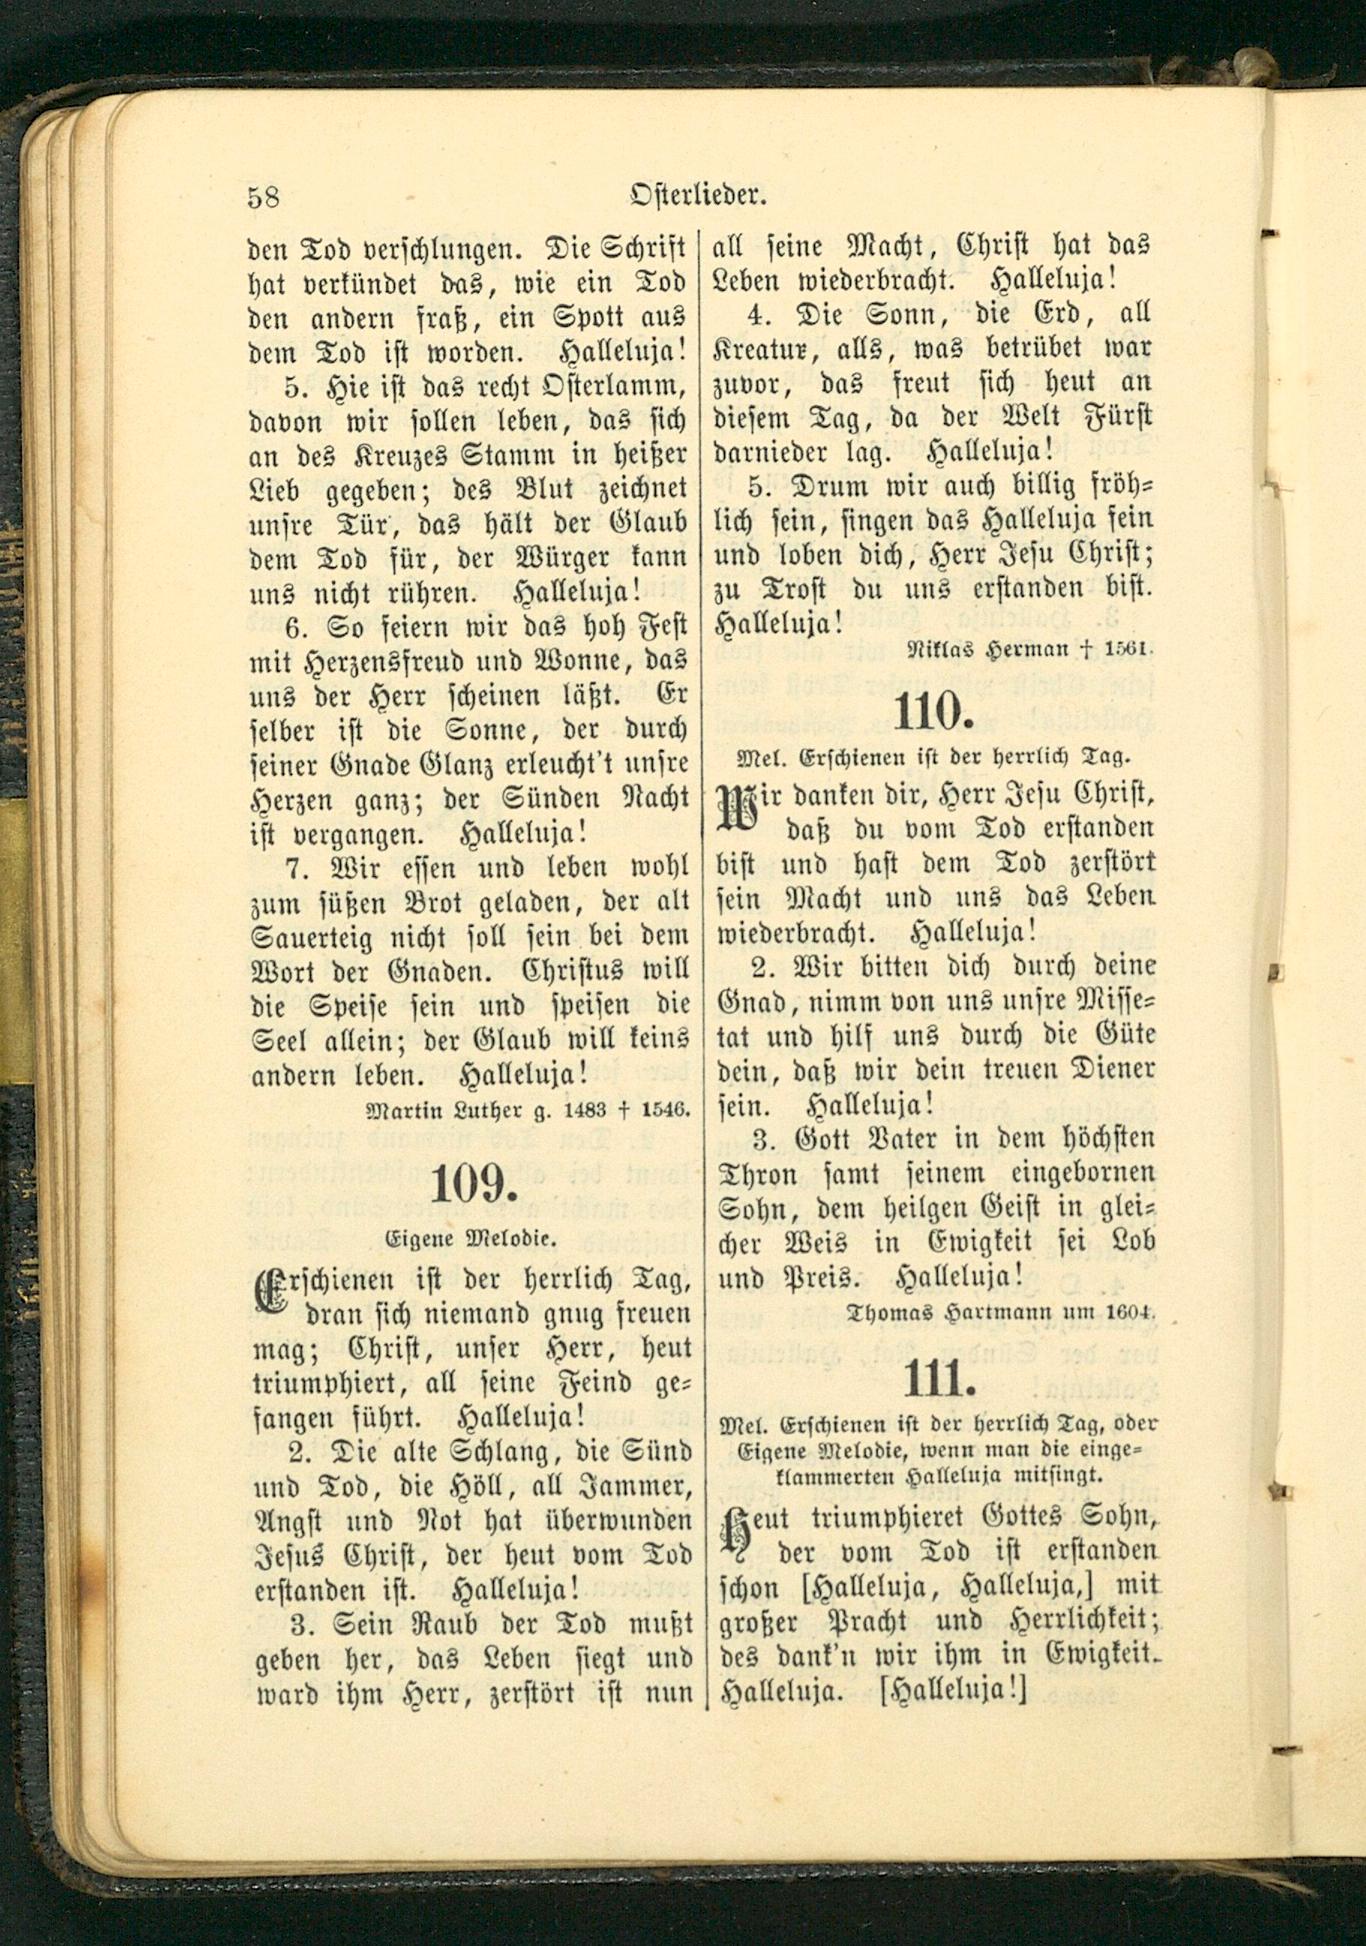 58
Osterlieder.
den Tod verschlungen. Die Schrift
hat verkündet das, wie ein Tod
den andern fraß, ein Spott aus
dem Tod ist worden. Halleluja!
5. Hie ist das recht Osterlamm,
davon wir sollen leben, das sich
an des Kreuzes Stamm in heißer
Lieb gegeben; des Blut zeichnet
unsre Tür, das hält der Glaub
dem Tod für, der Würger kann
uns nicht rühren. Halleluja!
6. So feiern wir das hoh Fest
mit Herzensfreud und Wonne, das
uns der Herr scheinen läßt. Er
selber ist die Sonne, der durch
seiner Gnade Glanz erleucht't unsre
Herzen ganz; der Sünden Nacht
ist vergangen. Halleluja!
7. Wir essen und leben wohl
zum süßen Brot geladen, der alt
Sauerteig nicht soll sein bei dem
Wort der Gnaden. Christus will
die Speise sein und speisen die
Seel allein; der Glaub will keins
andern leben. Halleluja!
Martin Luther g. 1483 † 1546.
109.
Eigene Melodie.
Erschienen ist der herrlich Tag,
dran sich niemand gnug freuen
mag; Christ, unser Herr, heut
triumphiert, all seine Feind ge-
fangen führt. Halleluja!
2. Die alte Schlang, die Sünd
und Tod, die Höll, all Jammer,
Angst und Not hat überwunden
Jesus Christ, der heut vom Tod
erstanden ist. Halleluja!
3. Sein Raub der Tod mußt
geben her, das Leben siegt und
ward ihm Herr, zerstört ist nun
all seine Macht, Christ hat das
Leben wiederbracht. Halleluja!
4. Die Sonn, die Erd, all
Kreatur, alls, was betrübet war
zuvor, das freut sich heut an
diesem Tag, da der Welt Fürst
darnieder lag. Halleluja!
5. Drum wir auch billig fröh-
lich sein, singen das Halleluja fein
und loben dich, Herr Jesu Christ;
zu Trost du uns erstanden bist.
Halleluja!
Niklas Herman † 1561.
110.
Mel. Erschienen ist der herrlich Tag.
Wir danken dir, Herr Jesu Christ,
daß du vom Tod erstanden
bist und hast dem Tod zerstört
sein Macht und uns das Leben
wiederbracht. Halleluja!
2. Wir bitten dich durch deine
Gnad, nimm von uns unsre Misse-
tat und hilf uns durch die Güte
dein, daß wir dein treuen Diener
sein. Halleluja!
3. Gott Vater in dem höchsten
Thron samt seinem eingebornen
Sohn, dem heilgen Geist in glei-
cher Weis in Ewigkeit sei Lob
und Preis. Halleluja!
Thomas Hartmann um 1604.
111.
Mel. Erschienen ist der herrlich Tag, oder
Eigene Melodie, wenn man die einge-
klammerten Halleluja mitsingt.
Heut triumphieret Gottes Sohn,
der vom Tod ist erstanden
schon [Halleluja, Halleluja,] mit
großer Pracht und Herrlichkeit;
des dank'n wir ihm in Ewigkeit.
Halleluja. [Halleluja!]